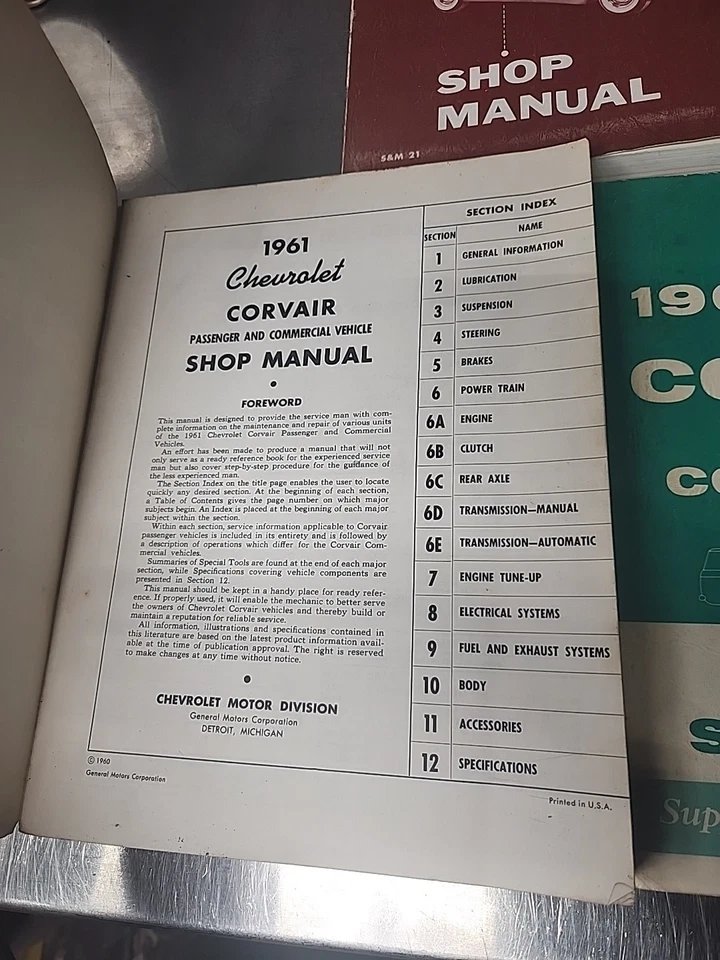 SHOP
MANUAL
S&M 21
1961
Chevrolet
CORVAIR
PASSENGER AND COMMERCIAL VEHICLE
SHOP MANUAL
FOREWORD
This manual is designed to provide the service man with com-
plete information on the maintenance and repair of various units
of the 1961 Chevrolet Corvair Passenger and Commercial
Vehicles.
An effort has been made to produce a manual that will not
only serve as a ready reference book for the experienced service
man but also cover step-by-step procedure for the guidance of
the less experienced man.
The Section Index on the title page enables the user to locate
quickly any desired section. At the beginning of each section,
a Table of Contents gives the page number on which major
subjects begin. An Index is placed at the beginning of each major
subject within the section.
Within each section, service information applicable to Corvair
passenger vehicles is included in its entirety and is followed by
a description of operations which differ for the Corvair Com-
mercial vehicles.
Summaries of Special Tools are found at the end of each major
section, while Specifications covering vehicle components are
presented in Section 12.
This manual should be kept in a handy place for ready refer-
ence. If properly used, it will enable the mechanic to better serve
the owners of Chevrolet Corvair vehicles and thereby build or
maintain a reputation for reliable service.
All information, illustrations and specifications contained in
this literature are based on the latest product information avail-
able at the time of publication approval. The right is reserved
to make changes at any time without notice.
CHEVROLET MOTOR DIVISION
General Motors Corporation
DETROIT, MICHIGAN
© 1960
General Motors Corporation
SECTION INDEX
SECTION NAME
1 GENERAL INFORMATION
2 LUBRICATION
3 SUSPENSION
4 STEERING
5 BRAKES
6 POWER TRAIN
6A ENGINE
6B CLUTCH
6C REAR AXLE
6D TRANSMISSION—MANUAL
6E TRANSMISSION—AUTOMATIC
7 ENGINE TUNE-UP
8 ELECTRICAL SYSTEMS
9 FUEL AND EXHAUST SYSTEMS
10 BODY
11 ACCESSORIES
12 SPECIFICATIONS
Printed in U.S.A.
19
CO
CO
S
Sup